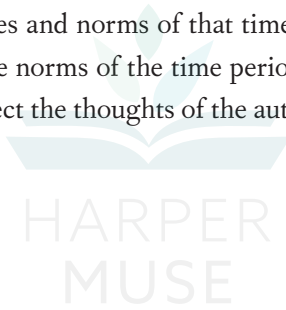 es and norms of that time
e norms of the time perio
ect the thoughts of the aut
HARPER
MUSE